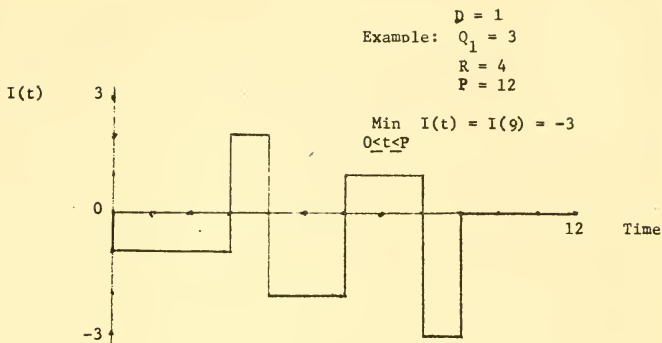 D = 1
Example: Q1 = 3
R = 4
P = 12
I(t)
3
Min I(t) = I(9) = -3
0<t<P
0
12
Time
-3